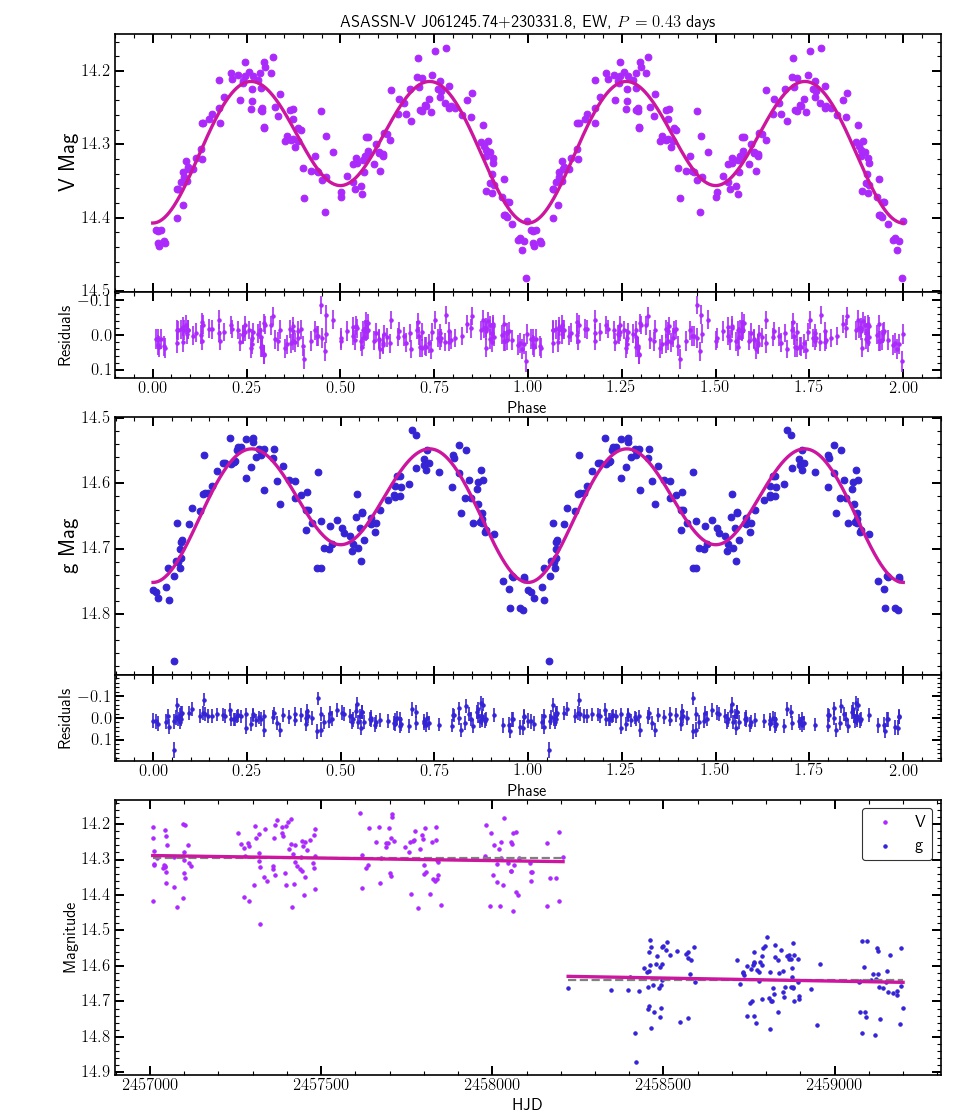 ASASSN-V J061245.74+230331.8, EW, P = 0.43 days
14.2
14.3
14.4
14.5
V Mag
−0.1
0.0
0.1
Residuals
0.00 0.25 0.50 0.75 1.00 1.25 1.50 1.75 2.00
Phase
14.5
14.6
14.7
14.8
g Mag
−0.1
0.0
0.1
Residuals
0.00 0.25 0.50 0.75 1.00 1.25 1.50 1.75 2.00
Phase
V
g
14.2
14.3
14.4
14.5
14.6
14.7
14.8
14.9
Magnitude
2457000 2457500 2458000 2458500 2459000
HJD